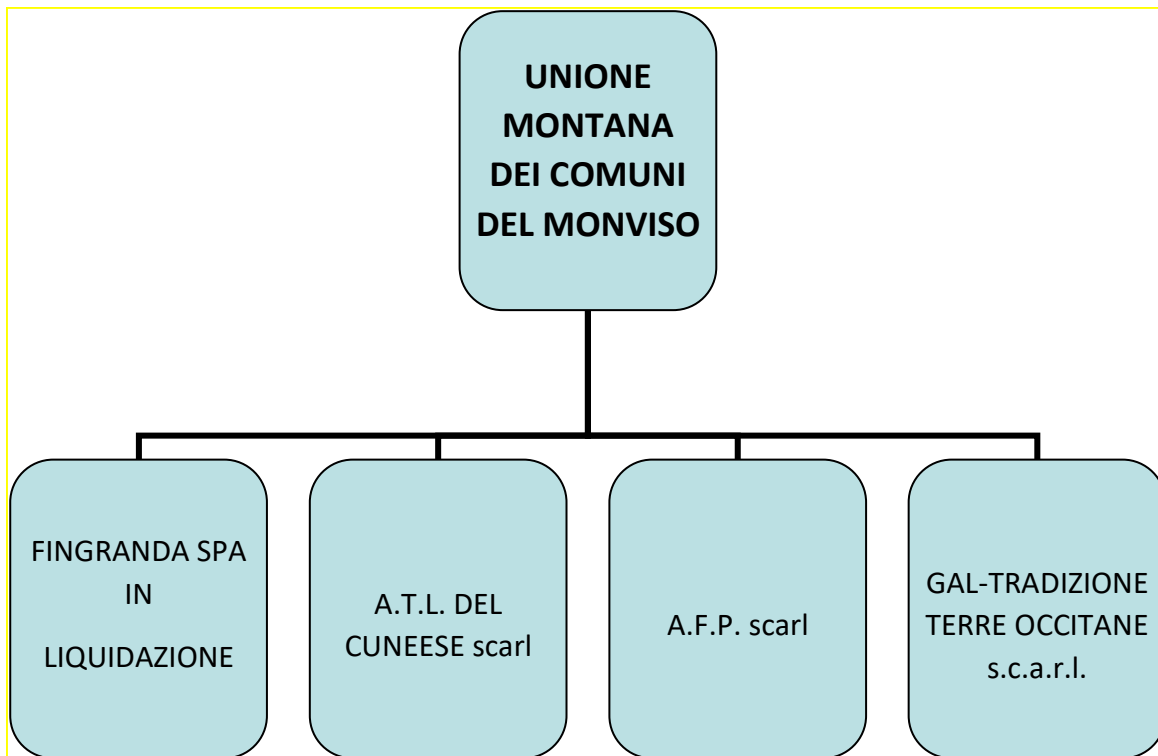 UNIONE
MONTANA
DEI COMUNI
DEL MONVISO
FINGRANDA SPA
IN
LIQUIDAZIONE
A.T.L. DEL
CUNEESE scarl
A.F.P. scarl
GAL-TRADIZIONE
TERRE OCCITANE
s.c.a.r.l.